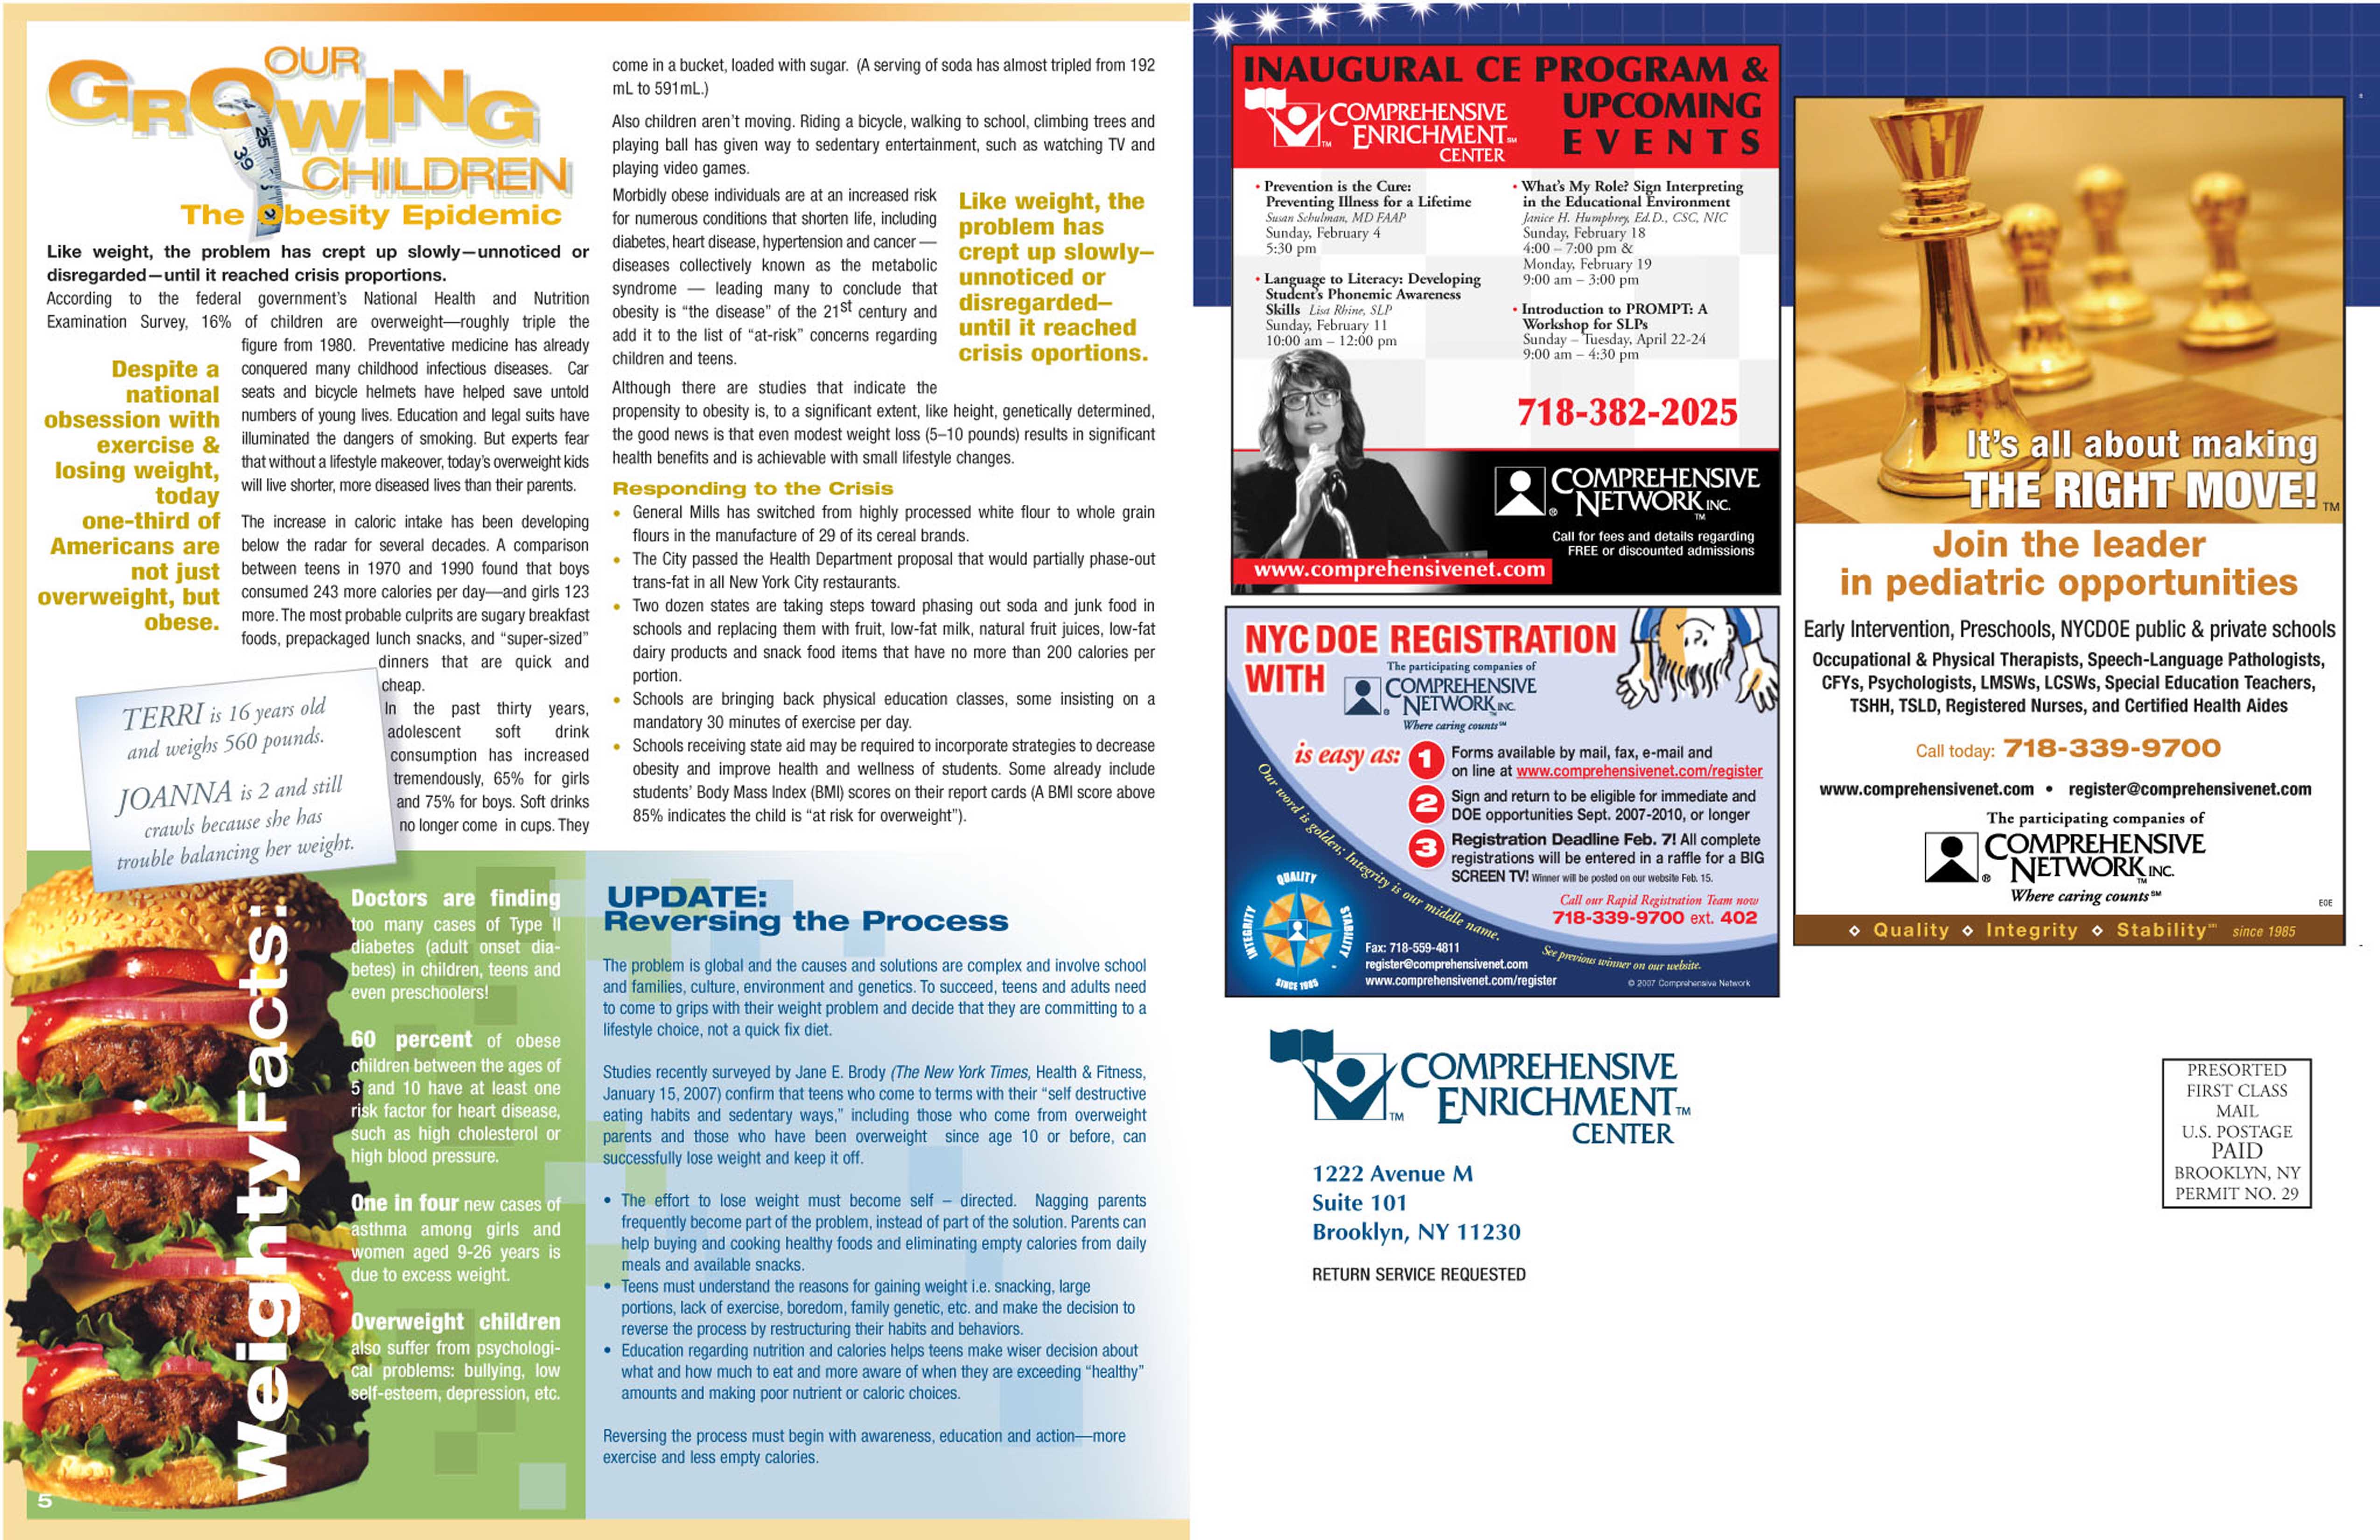 OUR
GROWING
CHILDREN
The Obesity Epidemic
Like weight, the problem has crept up slowly—unnoticed or
disregarded—until it reached crisis proportions.
According to the federal government's National Health and Nutrition
Examination Survey, 16% of children are overweight—roughly triple the
figure from 1980. Preventative medicine has already
conquered many childhood infectious diseases. Car
seats and bicycle helmets have helped save untold
numbers of young lives. Education and legal suits have
illuminated the dangers of smoking. But experts fear
that without a lifestyle makeover, today's overweight kids
will live shorter, more diseased lives than their parents.
Despite a
national
obsession with
exercise &
losing weight,
today
one-third of
Americans are
not just
overweight, but
obese.
The increase in caloric intake has been developing
below the radar for several decades. A comparison
between teens in 1970 and 1990 found that boys
consumed 243 more calories per day—and girls 123
more. The most probable culprits are sugary breakfast
foods, prepackaged lunch snacks, and "super-sized"
dinners that are quick and
cheap.
In the past thirty years,
adolescent soft drink
consumption has increased
tremendously, 65% for girls
and 75% for boys. Soft drinks
no longer come in cups. They
TERRI is 16 years old
and weighs 560 pounds.
JOANNA is 2 and still
crawls because she has
trouble balancing her weight.
come in a bucket, loaded with sugar. (A serving of soda has almost tripled from 192
mL to 591mL.)
Also children aren't moving. Riding a bicycle, walking to school, climbing trees and
playing ball has given way to sedentary entertainment, such as watching TV and
playing video games.
Morbidly obese individuals are at an increased risk
for numerous conditions that shorten life, including
diabetes, heart disease, hypertension and cancer —
diseases collectively known as the metabolic
syndrome — leading many to conclude that
obesity is "the disease" of the 21st century and
add it to the list of "at-risk" concerns regarding
children and teens.
Like weight, the
problem has
crept up slowly–
unnoticed or
disregarded–
until it reached
crisis oportions.
Although there are studies that indicate the
propensity to obesity is, to a significant extent, like height, genetically determined,
the good news is that even modest weight loss (5–10 pounds) results in significant
health benefits and is achievable with small lifestyle changes.
Responding to the Crisis
• General Mills has switched from highly processed white flour to whole grain
flours in the manufacture of 29 of its cereal brands.
• The City passed the Health Department proposal that would partially phase-out
trans-fat in all New York City restaurants.
• Two dozen states are taking steps toward phasing out soda and junk food in
schools and replacing them with fruit, low-fat milk, natural fruit juices, low-fat
dairy products and snack food items that have no more than 200 calories per
portion.
• Schools are bringing back physical education classes, some insisting on a
mandatory 30 minutes of exercise per day.
• Schools receiving state aid may be required to incorporate strategies to decrease
obesity and improve health and wellness of students. Some already include
students' Body Mass Index (BMI) scores on their report cards (A BMI score above
85% indicates the child is "at risk for overweight").
WeightyFacts:
Doctors are finding
too many cases of Type II
diabetes (adult onset dia-
betes) in children, teens and
even preschoolers!
60 percent of obese
children between the ages of
5 and 10 have at least one
risk factor for heart disease,
such as high cholesterol or
high blood pressure.
One in four new cases of
asthma among girls and
women aged 9-26 years is
due to excess weight.
Overweight children
also suffer from psychologi-
cal problems: bullying, low
self-esteem, depression, etc.
5
UPDATE:
Reversing the Process
The problem is global and the causes and solutions are complex and involve school
and families, culture, environment and genetics. To succeed, teens and adults need
to come to grips with their weight problem and decide that they are committing to a
lifestyle choice, not a quick fix diet.
Studies recently surveyed by Jane E. Brody (The New York Times, Health & Fitness,
January 15, 2007) confirm that teens who come to terms with their "self destructive
eating habits and sedentary ways," including those who come from overweight
parents and those who have been overweight since age 10 or before, can
successfully lose weight and keep it off.
• The effort to lose weight must become self – directed. Nagging parents
frequently become part of the problem, instead of part of the solution. Parents can
help buying and cooking healthy foods and eliminating empty calories from daily
meals and available snacks.
• Teens must understand the reasons for gaining weight i.e. snacking, large
portions, lack of exercise, boredom, family genetic, etc. and make the decision to
reverse the process by restructuring their habits and behaviors.
• Education regarding nutrition and calories helps teens make wiser decision about
what and how much to eat and more aware of when they are exceeding "healthy"
amounts and making poor nutrient or caloric choices.
Reversing the process must begin with awareness, education and action—more
exercise and less empty calories.
INAUGURAL CE PROGRAM &
UPCOMING
EVENTS
COMPREHENSIVE
ENRICHMENT SM
CENTER
TM
• Prevention is the Cure:
Preventing Illness for a Lifetime
Susan Schulman, MD FAAP
Sunday, February 4
5:30 pm
• Language to Literacy: Developing
Student's Phonemic Awareness
Skills Lisa Rhine, SLP
Sunday, February 11
10:00 am – 12:00 pm
• What's My Role? Sign Interpreting
in the Educational Environment
Janice H. Humphrey, Ed.D., CSC, NIC
Sunday, February 18
4:00 – 7:00 pm &
Monday, February 19
9:00 am – 3:00 pm
• Introduction to PROMPT: A
Workshop for SLPs
Sunday – Tuesday, April 22-24
9:00 am – 4:30 pm
718-382-2025
COMPREHENSIVE
® NETWORK INC.
TM
Call for fees and details regarding
FREE or discounted admissions
www.comprehensivenet.com
NYC DOE REGISTRATION
WITH
The participating companies of
COMPREHENSIVE
® NETWORK INC.
Where caring counts℠
is easy as:
1 Forms available by mail, fax, e-mail and
on line at www.comprehensivenet.com/register
2 Sign and return to be eligible for immediate and
DOE opportunities Sept. 2007-2010, or longer
3 Registration Deadline Feb. 7! All complete
registrations will be entered in a raffle for a BIG
SCREEN TV! Winner will be posted on our website Feb. 15.
Call our Rapid Registration Team now
718-339-9700 ext. 402
Our word is golden; Integrity is our middle name.
See previous winner on our website.
QUALITY
INTEGRITY
STABILITY
SINCE 1985
Fax: 718-559-4811
register@comprehensivenet.com
www.comprehensivenet.com/register
© 2007 Comprehensive Network
It's all about making
THE RIGHT MOVE! TM
Join the leader
in pediatric opportunities
Early Intervention, Preschools, NYCDOE public & private schools
Occupational & Physical Therapists, Speech-Language Pathologists,
CFYs, Psychologists, LMSWs, LCSWs, Special Education Teachers,
TSHH, TSLD, Registered Nurses, and Certified Health Aides
Call today: 718-339-9700
www.comprehensivenet.com • register@comprehensivenet.com
The participating companies of
COMPREHENSIVE
® NETWORK INC.
TM
Where caring counts℠
EOE
◇ Quality ◇ Integrity ◇ Stability℠ since 1985
COMPREHENSIVE
ENRICHMENT TM
CENTER
TM
1222 Avenue M
Suite 101
Brooklyn, NY 11230
RETURN SERVICE REQUESTED
PRESORTED
FIRST CLASS
MAIL
U.S. POSTAGE
PAID
BROOKLYN, NY
PERMIT NO. 29